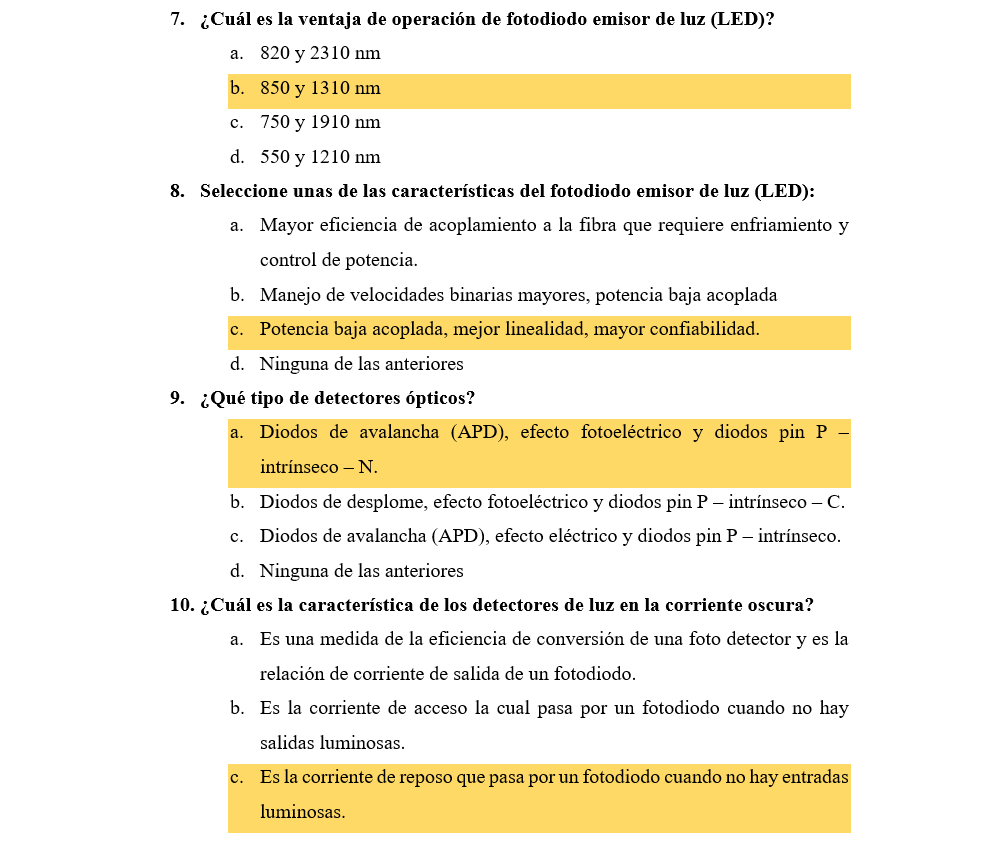 7. ¿Cuál es la ventaja de operación de fotodiodo emisor de luz (LED)?
a. 820 y 2310 nm
b. 850 y 1310 nm
c. 750 y 1910 nm
d. 550 y 1210 nm
8. Seleccione unas de las características del fotodiodo emisor de luz (LED):
a. Mayor eficiencia de acoplamiento a la fibra que requiere enfriamiento y
control de potencia.
b. Manejo de velocidades binarias mayores, potencia baja acoplada
c. Potencia baja acoplada, mejor linealidad, mayor confiabilidad.
d. Ninguna de las anteriores
9. ¿Qué tipo de detectores ópticos?
a. Diodos de avalancha (APD), efecto fotoeléctrico y diodos pin P –
intrínseco – N.
b. Diodos de desplome, efecto fotoeléctrico y diodos pin P – intrínseco – C.
c. Diodos de avalancha (APD), efecto eléctrico y diodos pin P – intrínseco.
d. Ninguna de las anteriores
10. ¿Cuál es la característica de los detectores de luz en la corriente oscura?
a. Es una medida de la eficiencia de conversión de una foto detector y es la
relación de corriente de salida de un fotodiodo.
b. Es la corriente de acceso la cual pasa por un fotodiodo cuando no hay
salidas luminosas.
c. Es la corriente de reposo que pasa por un fotodiodo cuando no hay entradas
luminosas.